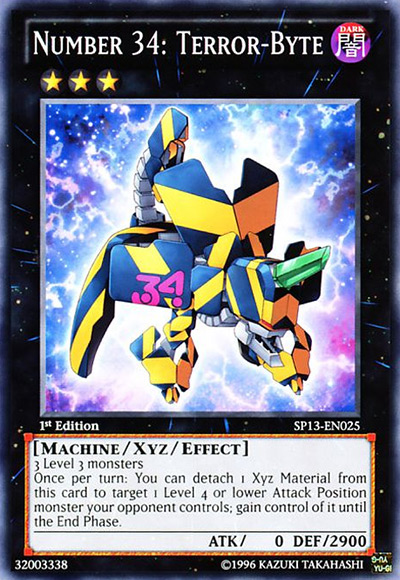 NUMBER 34: TERROR-BYTE
DARK
闇
34
1st Edition
SP13-EN025
[MACHINE/XYZ/EFFECT]
3 Level 3 monsters
Once per turn: You can detach 1 Xyz Material from
this card to target 1 Level 4 or lower Attack Position
monster your opponent controls; gain control of it until
the End Phase.
ATK/ 0 DEF/2900
32003338
©1996 KAZUKI TAKAHASHI